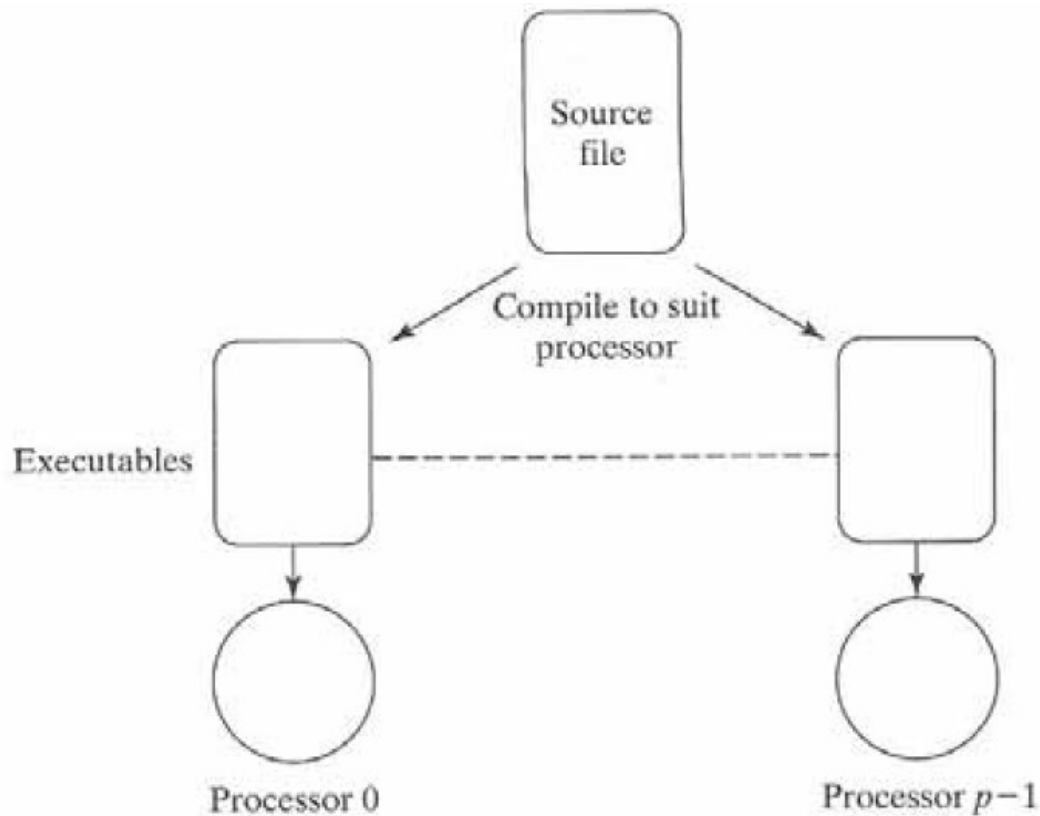 Source
file
Compile to suit
processor
Executables
Processor 0
Processor p−1